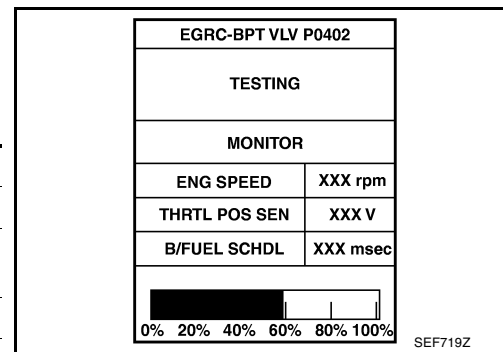 EGRC-BPT VLV P0402
TESTING
MONITOR
ENG SPEED XXX rpm
THRTL POS SEN XXX V
B/FUEL SCHDL XXX msec
0% 20% 40% 60% 80% 100%
SEF719Z